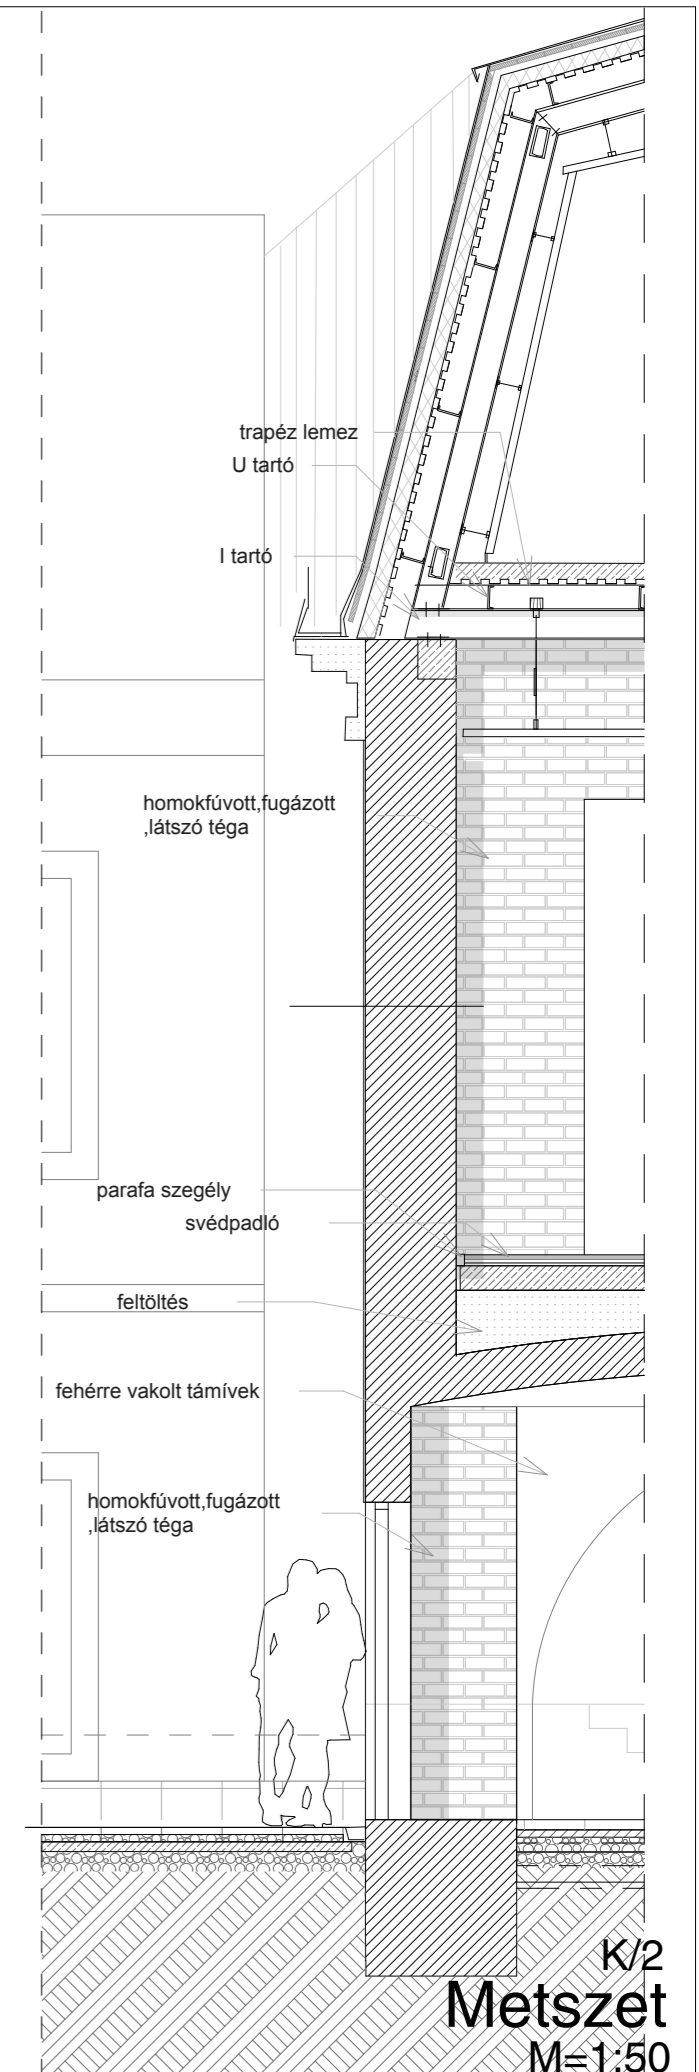 trapéz lemez
U tartó
I tartó
homokfúvott,fugázott
,látszó téga
parafa szegély
svédpadló
feltöltés
fehérre vakolt támívek
homokfúvott,fugázott
,látszó téga
K/2
Metszet
M=1:50